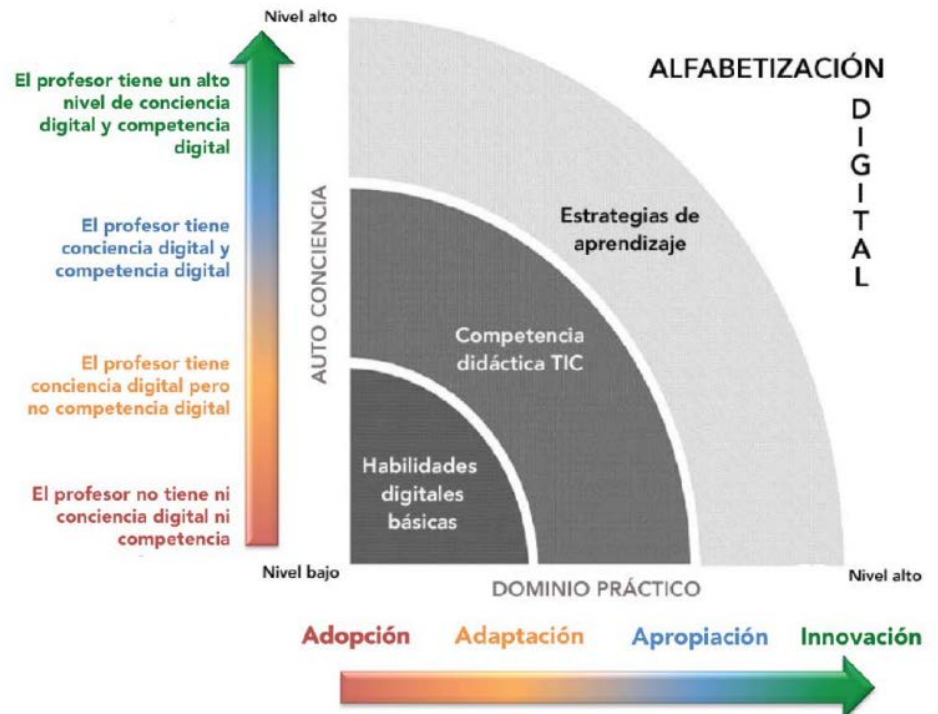 Nivel alto
El profesor tiene un alto
nivel de conciencia
digital y competencia
digital
El profesor tiene
conciencia digital y
competencia digital
El profesor tiene
conciencia digital pero
no competencia digital
El profesor no tiene ni
conciencia digital ni
competencia
Nivel bajo
AUTO CONCIENCIA
ALFABETIZACIÓN
DIGITAL
Estrategias de
aprendizaje
Competencia
didáctica TIC
Habilidades
digitales
básicas
DOMINIO PRÁCTICO
Nivel alto
Adopción
Adaptación
Apropiación
Innovación